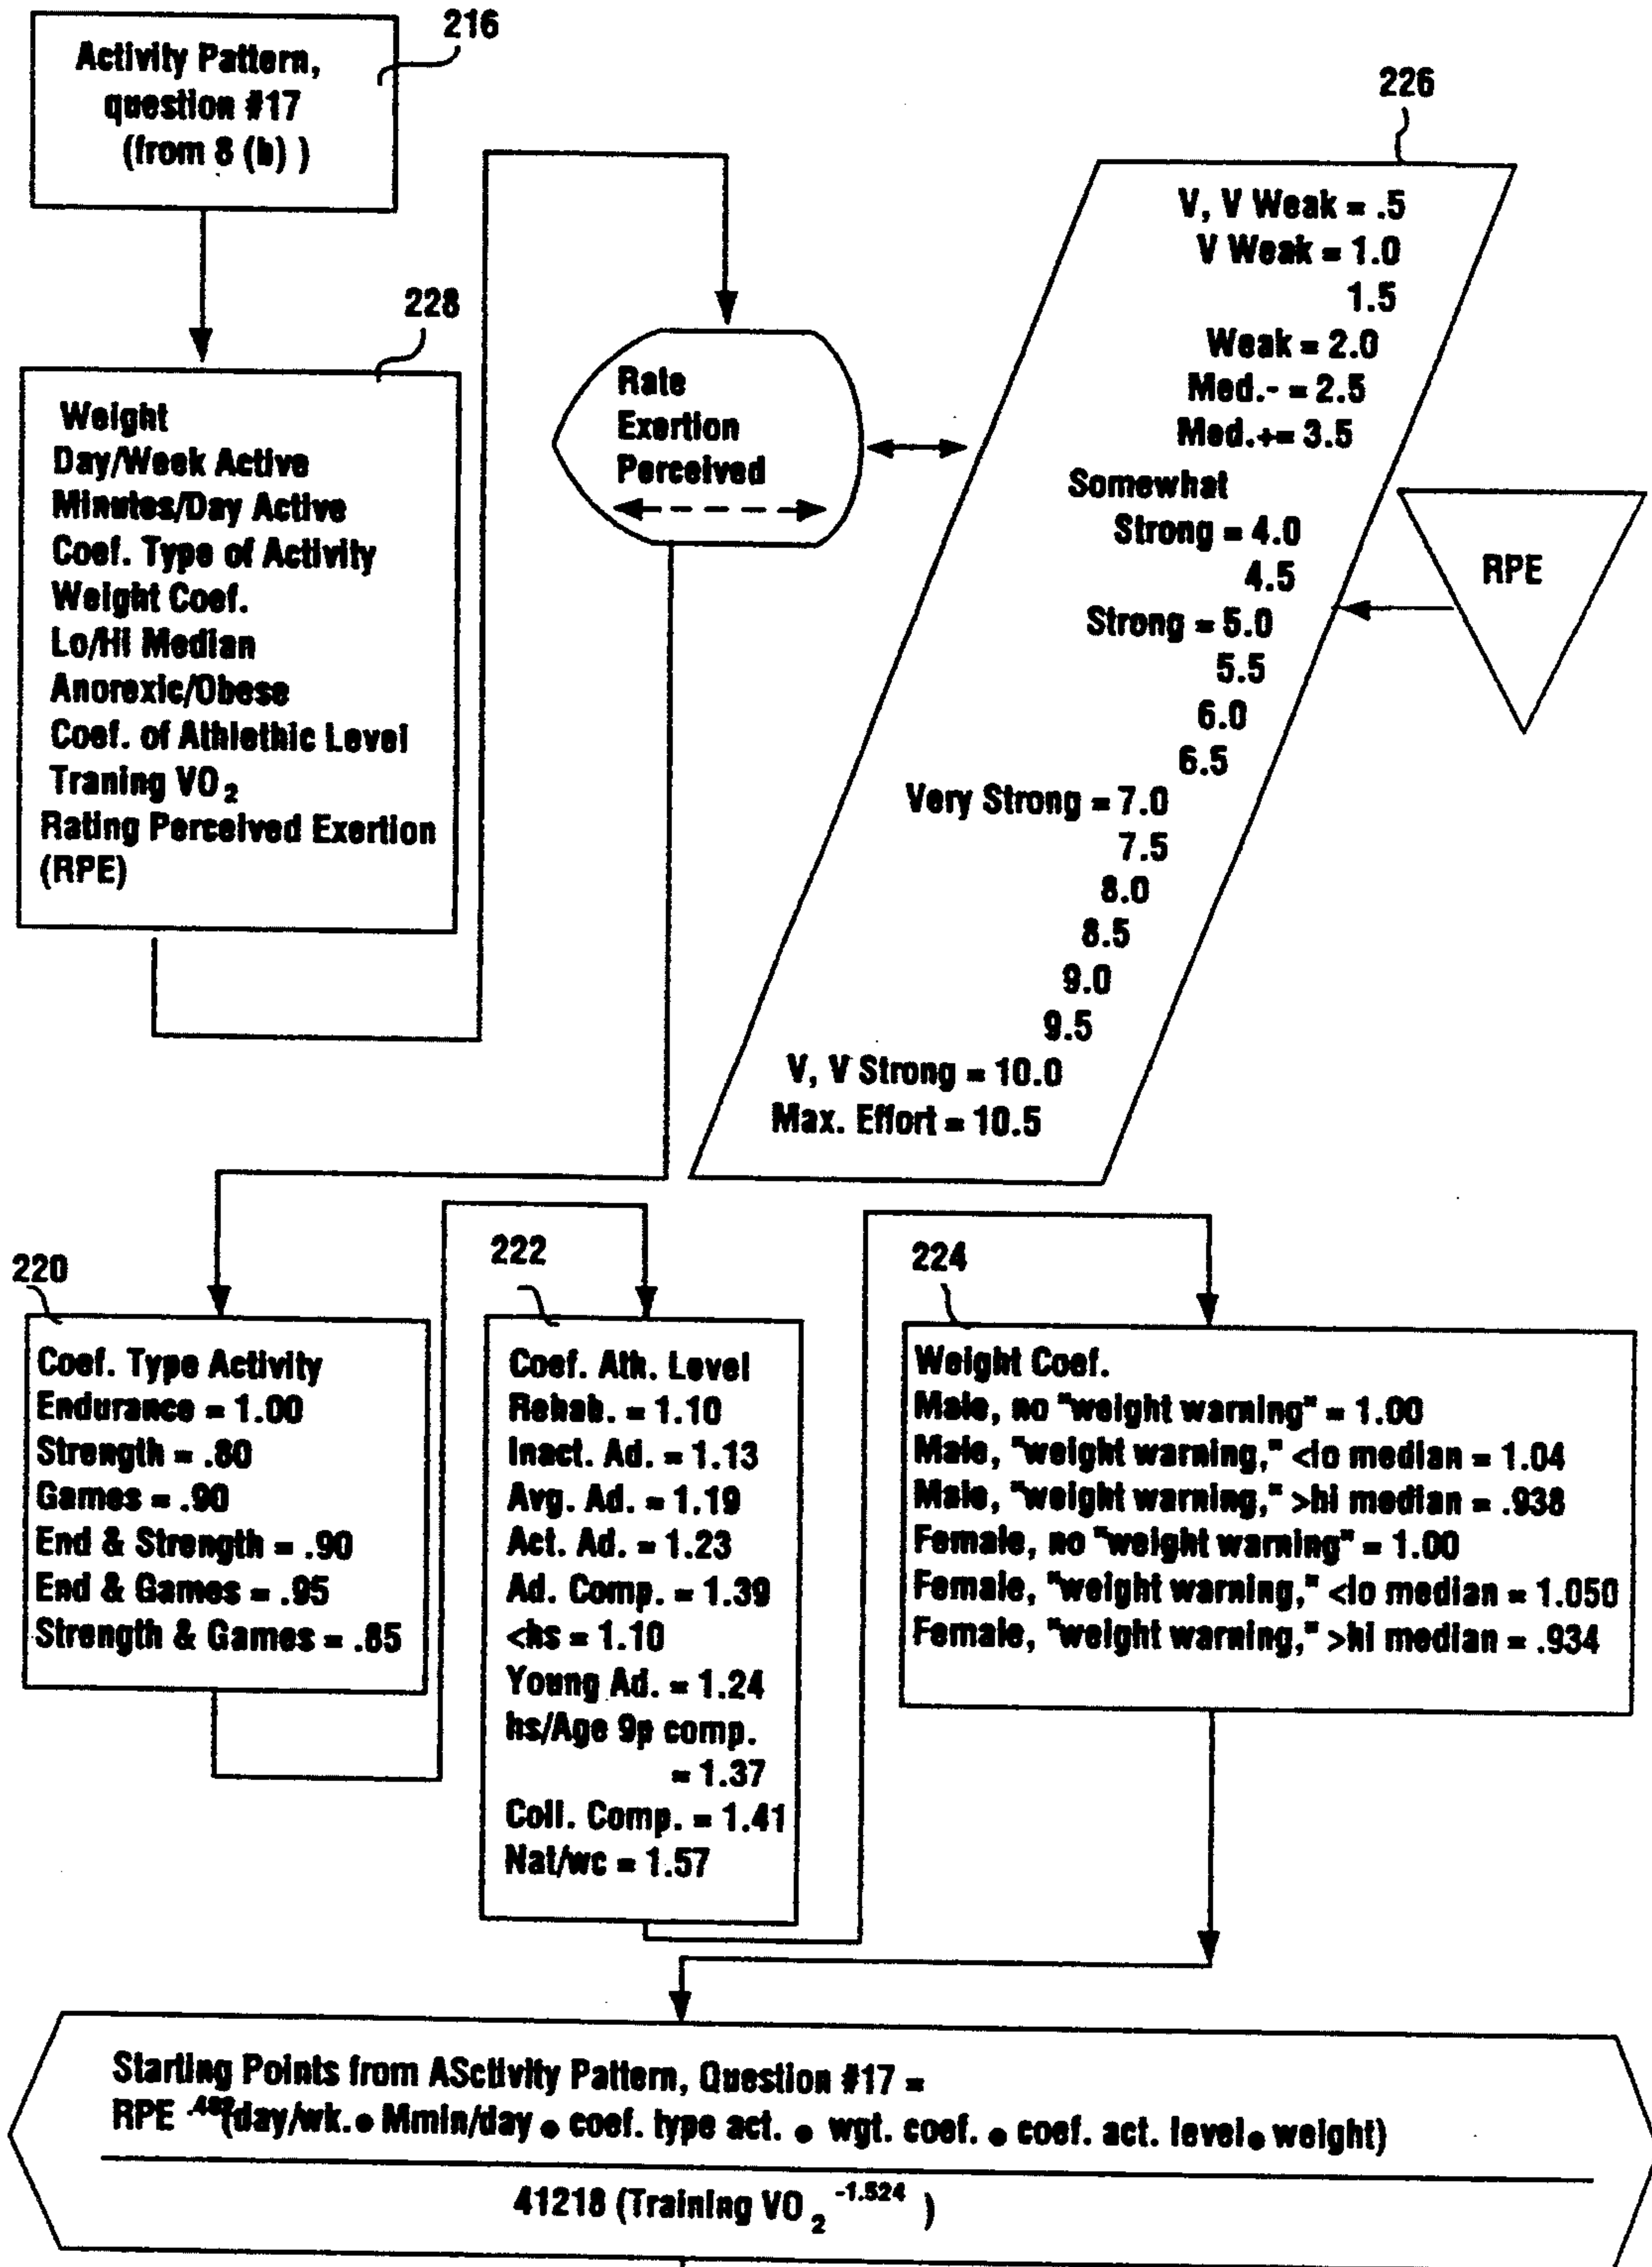 216
Activity Pattern,
question #17
(from 8 (b) )
228
Weight
Day/Week Active
Minutes/Day Active
Coef. Type of Activity
Weight Coef.
Lo/Hi Median
Anorexic/Obese
Coef. of Athlethic Level
Traning VO₂
Rating Perceived Exertion
(RPE)
Rate
Exertion
Perceived
226
V, V Weak = .5
V Weak = 1.0
1.5
Weak = 2.0
Med.- = 2.5
Med.+= 3.5
Somewhat
Strong = 4.0
4.5
Strong = 5.0
5.5
6.0
6.5
Very Strong = 7.0
7.5
8.0
8.5
9.0
9.5
V, V Strong = 10.0
Max. Effort = 10.5
RPE
220
Coef. Type Activity
Endurance = 1.00
Strength = .80
Games = .90
End & Strength = .90
End & Games = .95
Strength & Games = .85
222
Coef. Ath. Level
Rehab. = 1.10
Inact. Ad. = 1.13
Avg. Ad. = 1.19
Act. Ad. = 1.23
Ad. Comp. = 1.39
<hs = 1.10
Young Ad. = 1.24
hs/Age 9p comp.
= 1.37
Coll. Comp. = 1.41
Nat/wc = 1.57
224
Weight Coef.
Male, no "weight warning" = 1.00
Male, "weight warning," <lo median = 1.04
Male, "weight warning," >hi median = .938
Female, no "weight warning" = 1.00
Female, "weight warning," <lo median = 1.050
Female, "weight warning," >hi median = .934
Starting Points from ASctivity Pattern, Question #17 =
RPE (day/wk. • Mmin/day • coef. type act. • wgt. coef. • coef. act. level • weight)
41218 (Training VO₂ -1.524 )